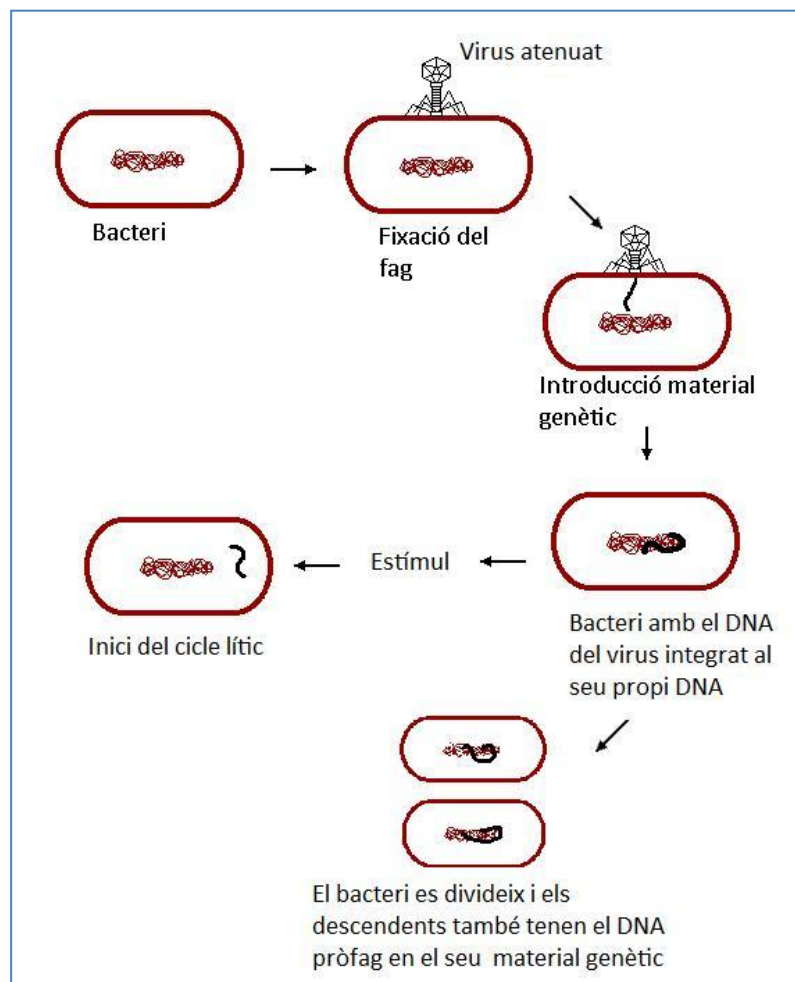 Virus atenuat
Bacteri
Fixació del
fag
Introducció material
genètic
Estímul
Inici del cicle lític
Bacteri amb el DNA
del virus integrat al
seu propi DNA
El bacteri es divideix i els
descendents també tenen el DNA
pròfag en el seu material genètic